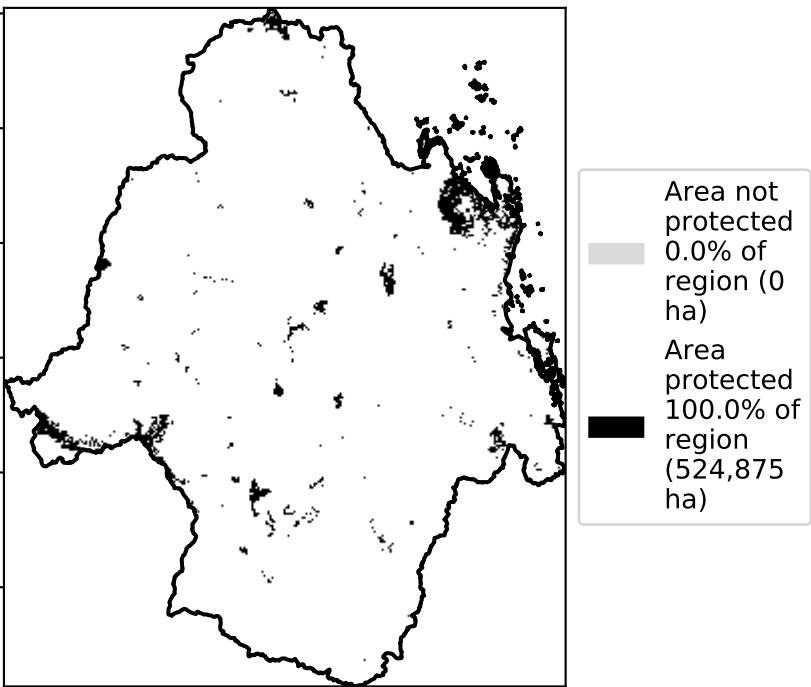 Area not
protected
0.0% of
region (0
ha)
Area
protected
100.0% of
region
(524,875
ha)